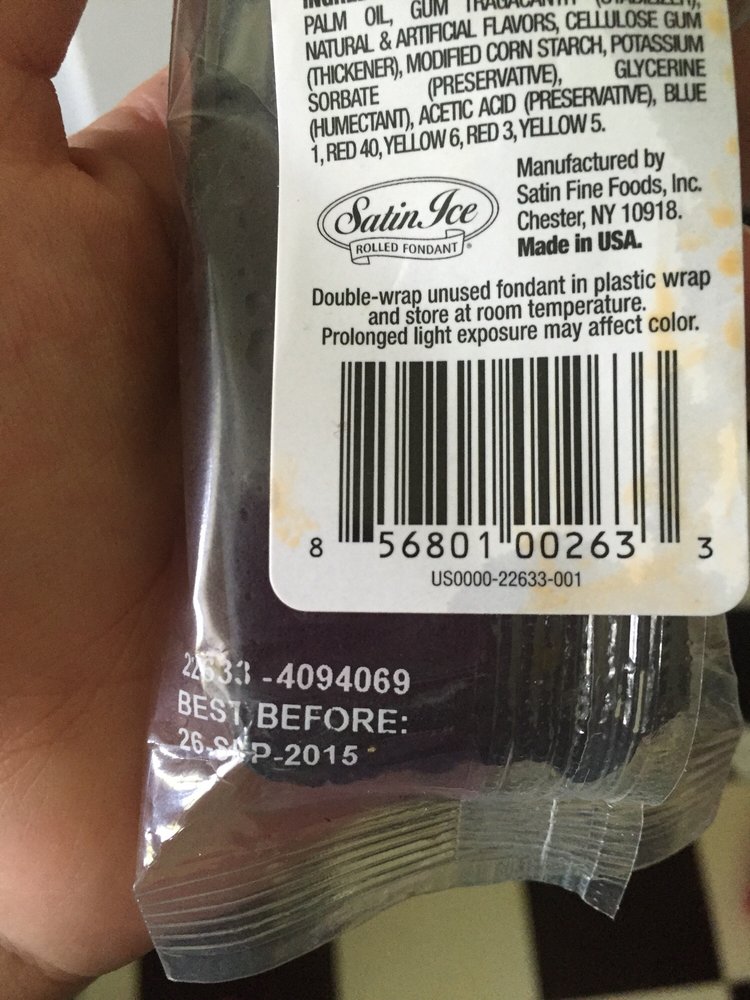 PALM OIL, GUM TRAGACANTH (STABILIZER),
NATURAL & ARTIFICIAL FLAVORS, CELLULOSE GUM
(THICKENER), MODIFIED CORN STARCH, POTASSIUM
SORBATE (PRESERVATIVE), GLYCERINE
(HUMECTANT), ACETIC ACID (PRESERVATIVE), BLUE
1, RED 40, YELLOW 6, RED 3, YELLOW 5.
Satin Ice
ROLLED FONDANT®
Manufactured by
Satin Fine Foods, Inc.
Chester, NY 10918.
Made in USA.
Double-wrap unused fondant in plastic wrap
and store at room temperature.
Prolonged light exposure may affect color.
8 56801 00263 3
US0000-22633-001
22633 -4094069
BEST BEFORE:
26-SEP-2015